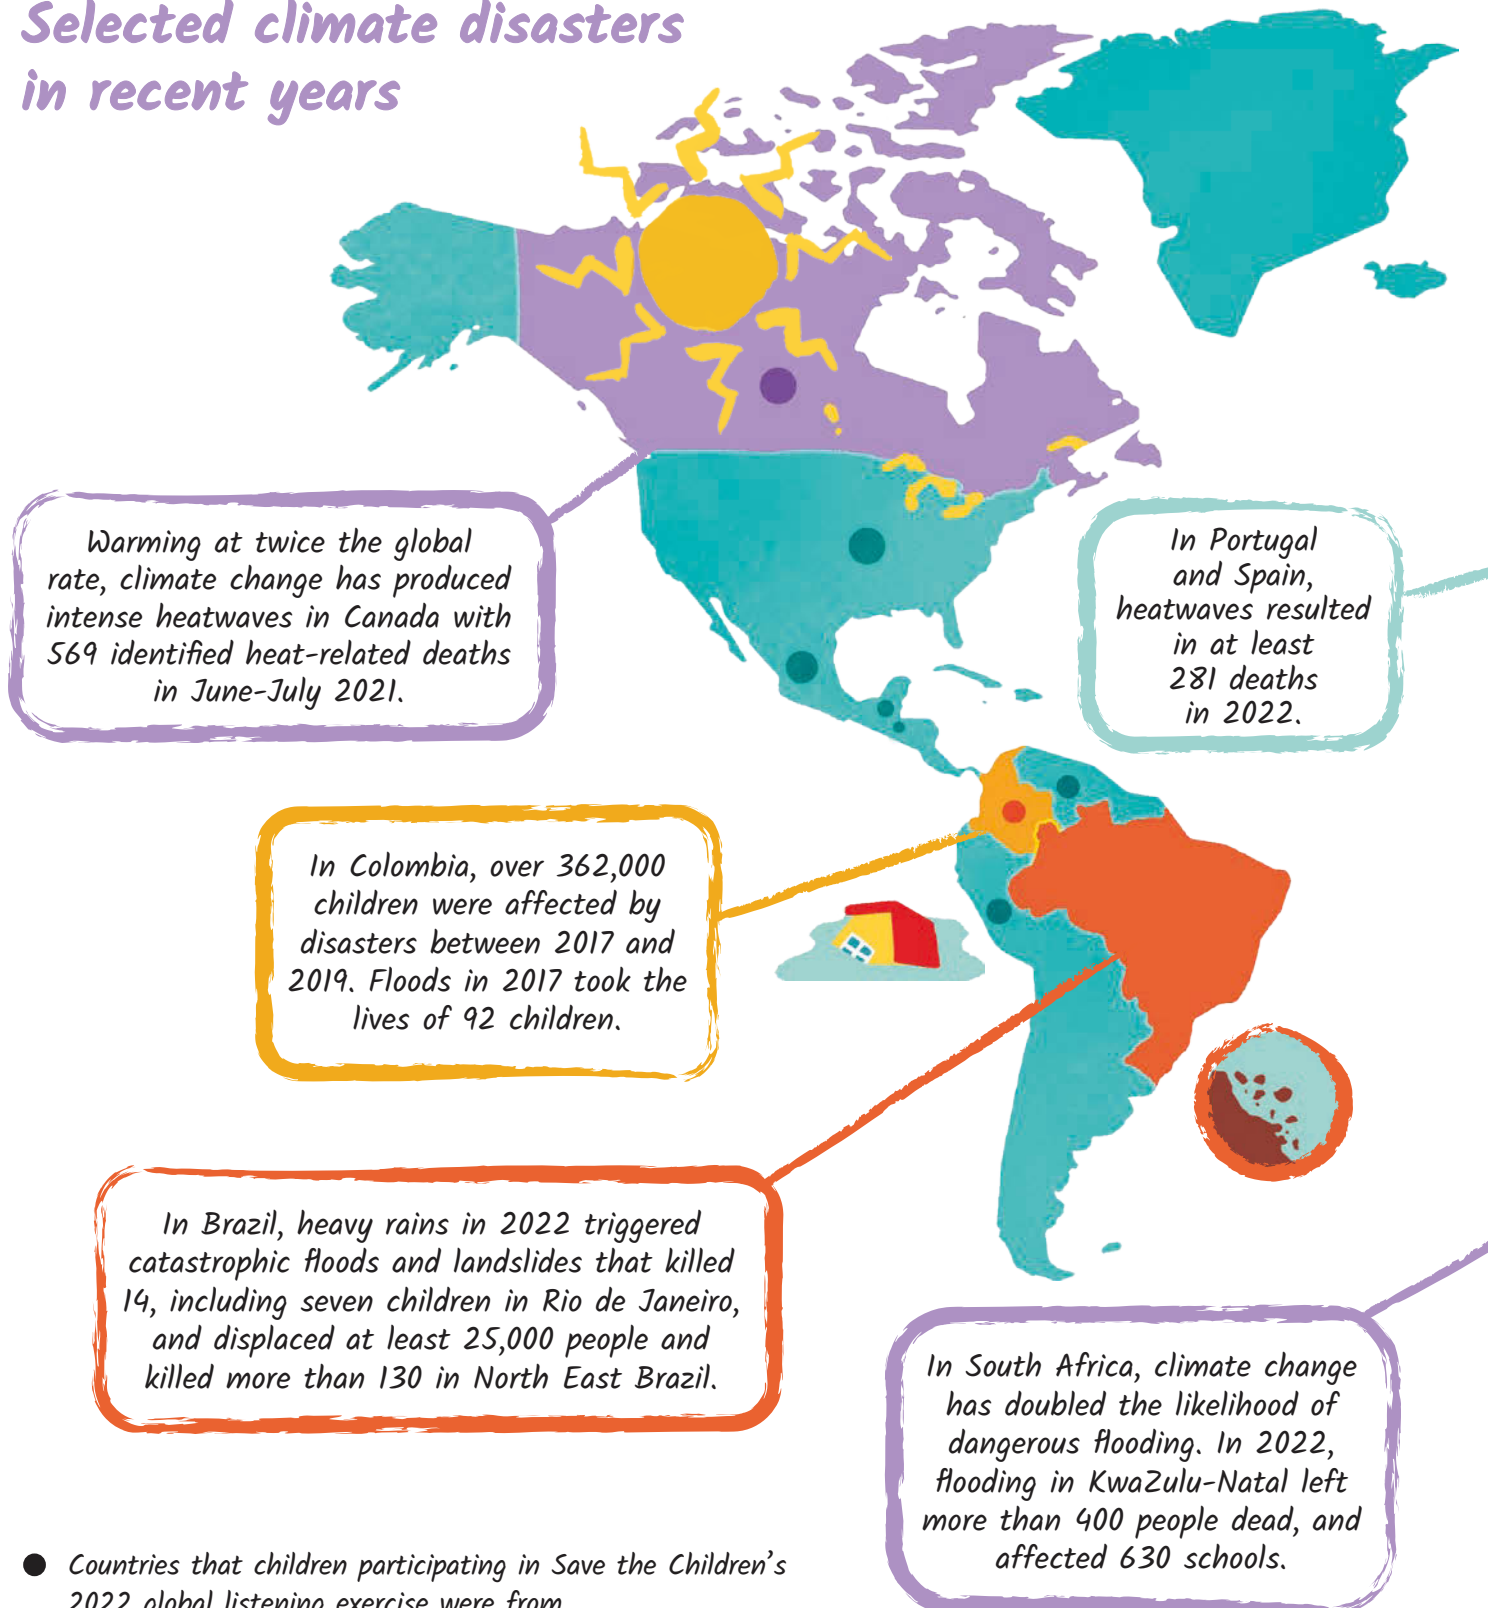 Selected climate disasters
in recent years
Warming at twice the global
rate, climate change has produced
intense heatwaves in Canada with
569 identified heat-related deaths
in June-July 2021.
In Portugal
and Spain,
heatwaves resulted
in at least
281 deaths
in 2022.
In Colombia, over 362,000
children were affected by
disasters between 2017 and
2019. Floods in 2017 took the
lives of 92 children.
In Brazil, heavy rains in 2022 triggered
catastrophic floods and landslides that killed
14, including seven children in Rio de Janeiro,
and displaced at least 25,000 people and
killed more than 130 in North East Brazil.
In South Africa, climate change
has doubled the likelihood of
dangerous flooding. In 2022,
flooding in KwaZulu-Natal left
more than 400 people dead, and
affected 630 schools.
Countries that children participating in Save the Children's
2022 global listening exercise were from